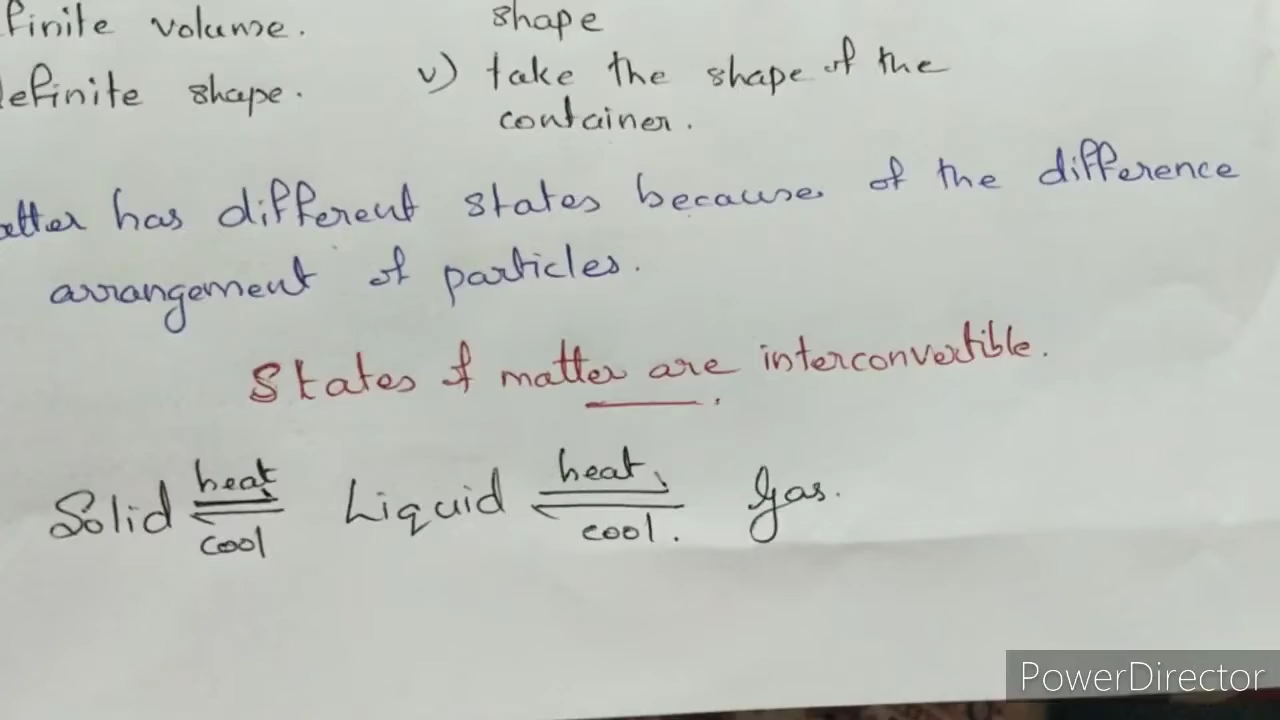 finite volume.
shape
definite shape.
v) take the shape of the
container.
matter has different states because of the difference
arrangement of particles.
States of matter are interconvertible.
Solid heat cool Liquid heat cool. Gas.
PowerDirector